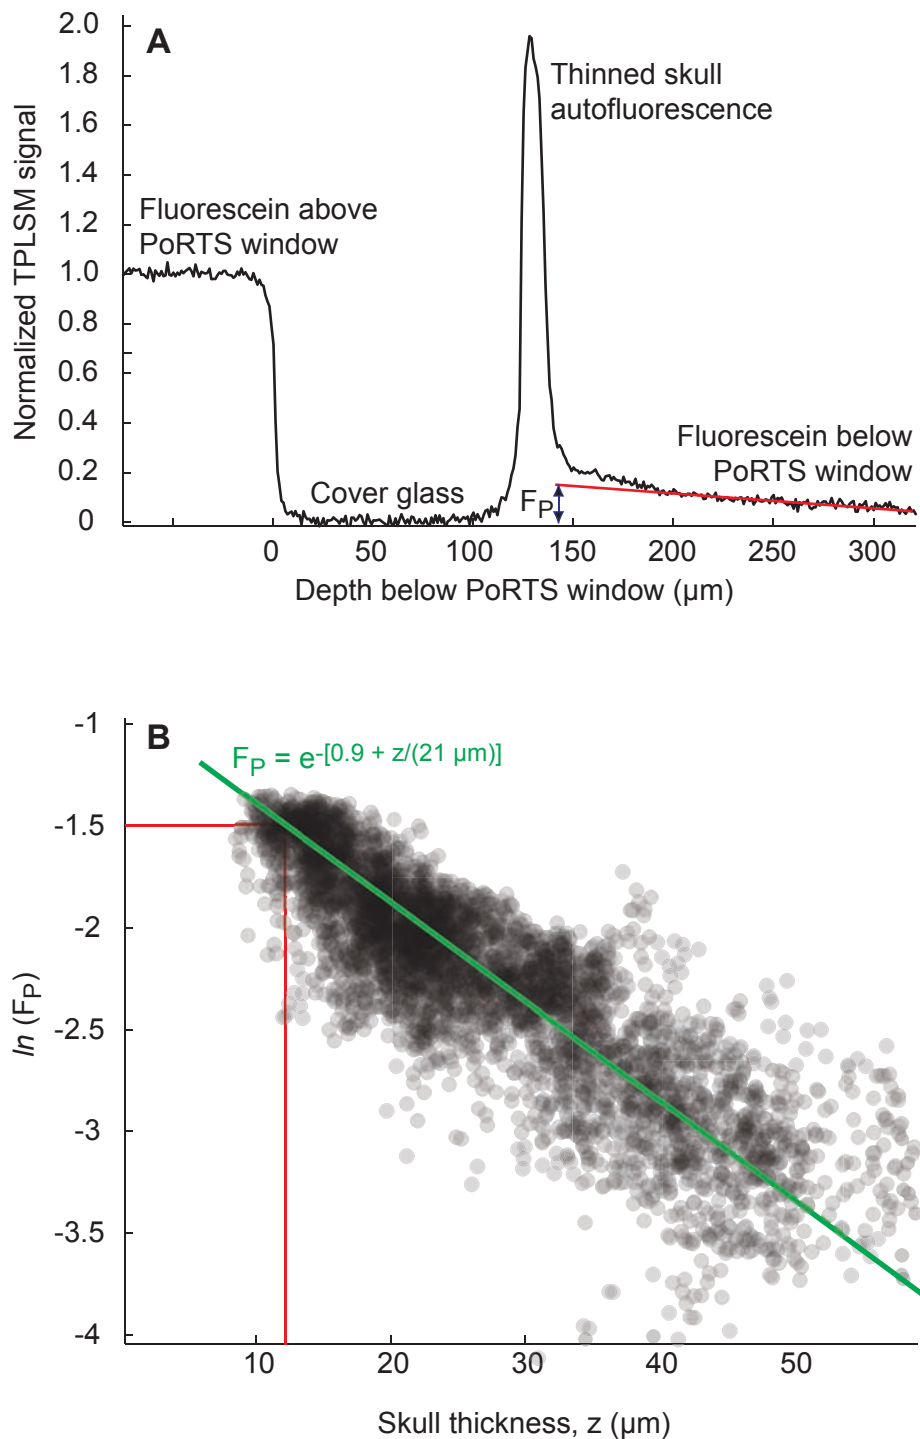 A
Normalized TPLSM signal
2.0
1.8
1.6
1.4
1.2
1.0
0.8
0.6
0.4
0.2
0
Thinned skull
autofluorescence
Fluorescein above
PoRTS window
Cover glass
Fluorescein below
PoRTS window
FP
0 50 100 150 200 250 300
Depth below PoRTS window (µm)
B
FP = e-[0.9 + z/(21 µm)]
ln (FP)
-1
-1.5
-2
-2.5
-3
-3.5
-4
10 20 30 40 50
Skull thickness, z (µm)